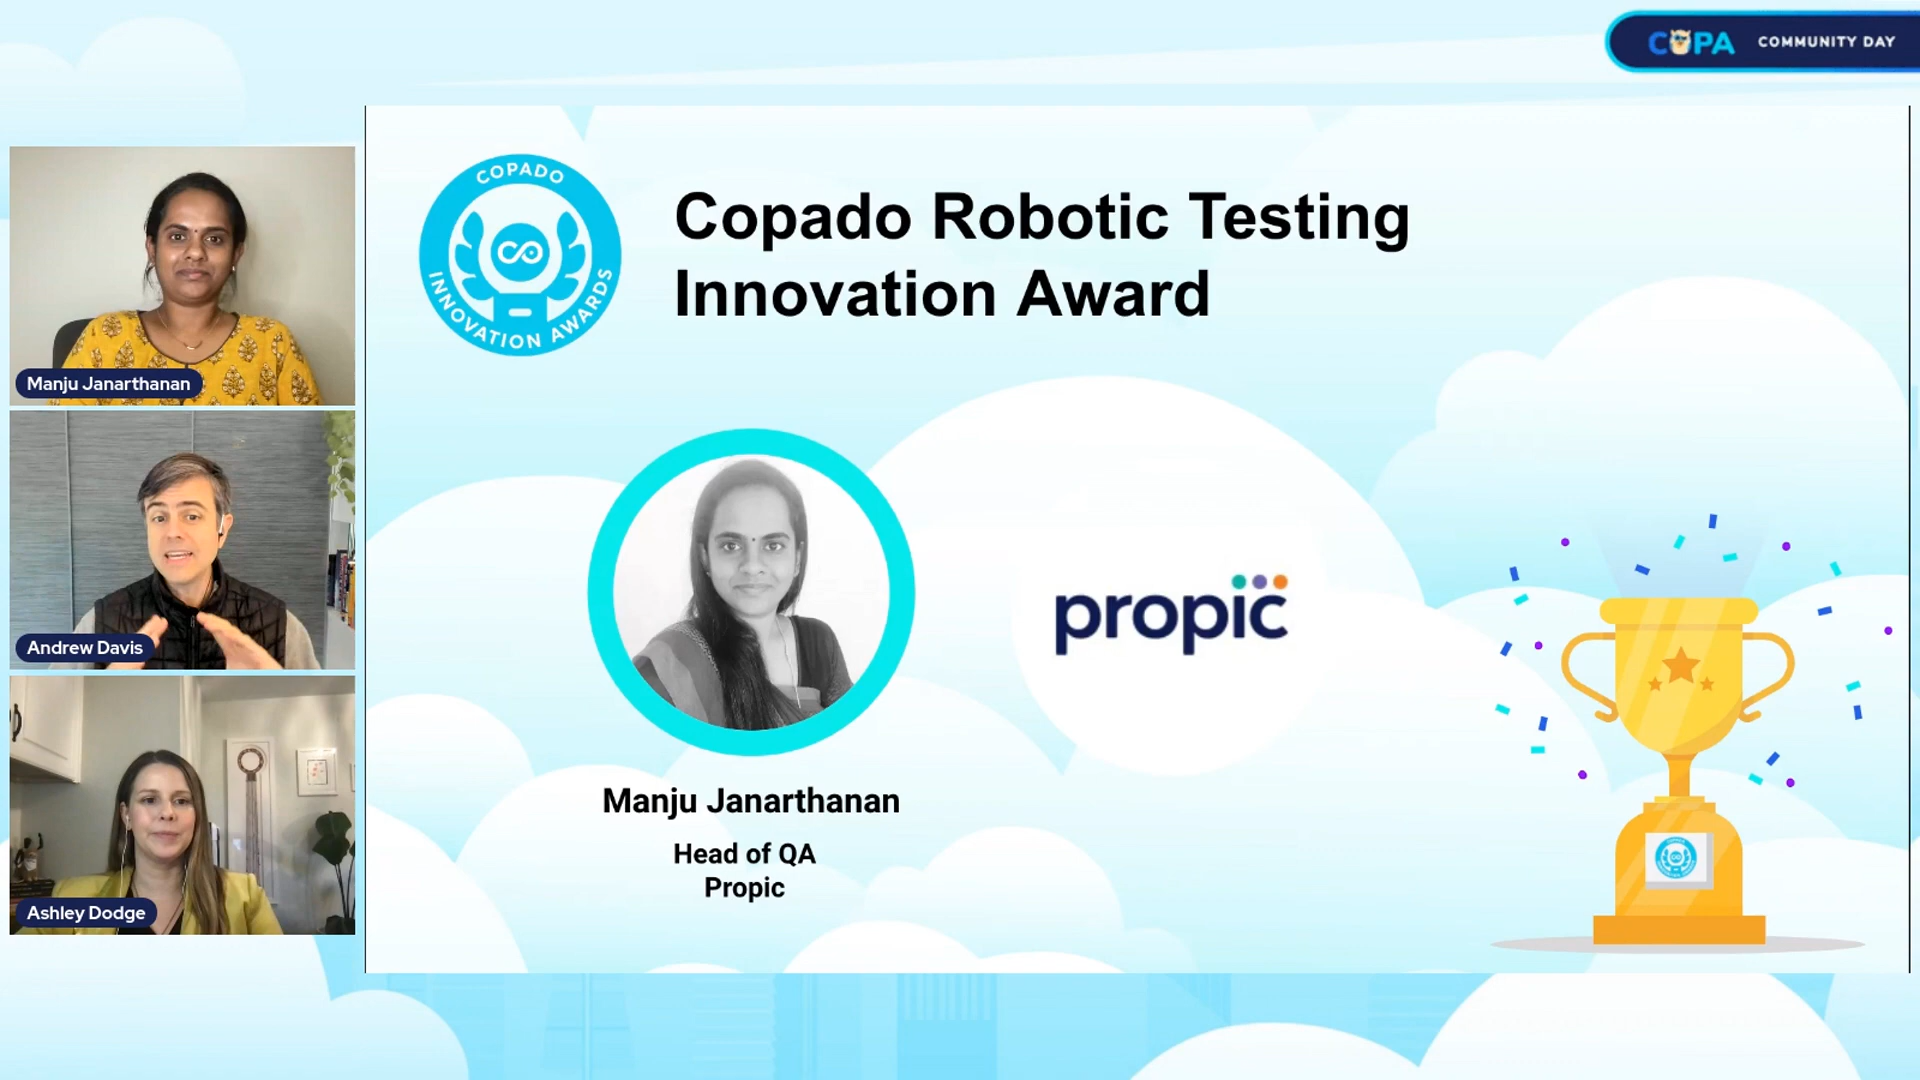 COPA COMMUNITY DAY
COPADO
INNOVATION AWARDS
Copado Robotic Testing
Innovation Award
Manju Janarthanan
Andrew Davis
Ashley Dodge
propic
Manju Janarthanan
Head of QA
Propic